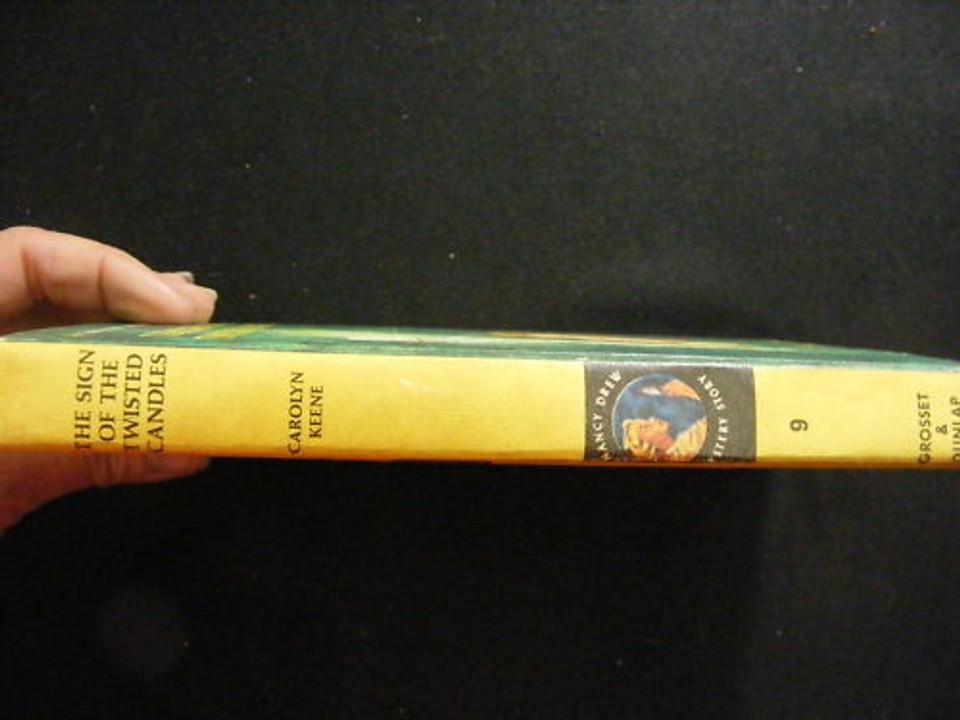 THE SIGN
OF THE
TWISTED
CANDLES
CAROLYN
KEENE
NANCY DREW
MYSTERY STORY
9
GROSSET
&
DUNLAP